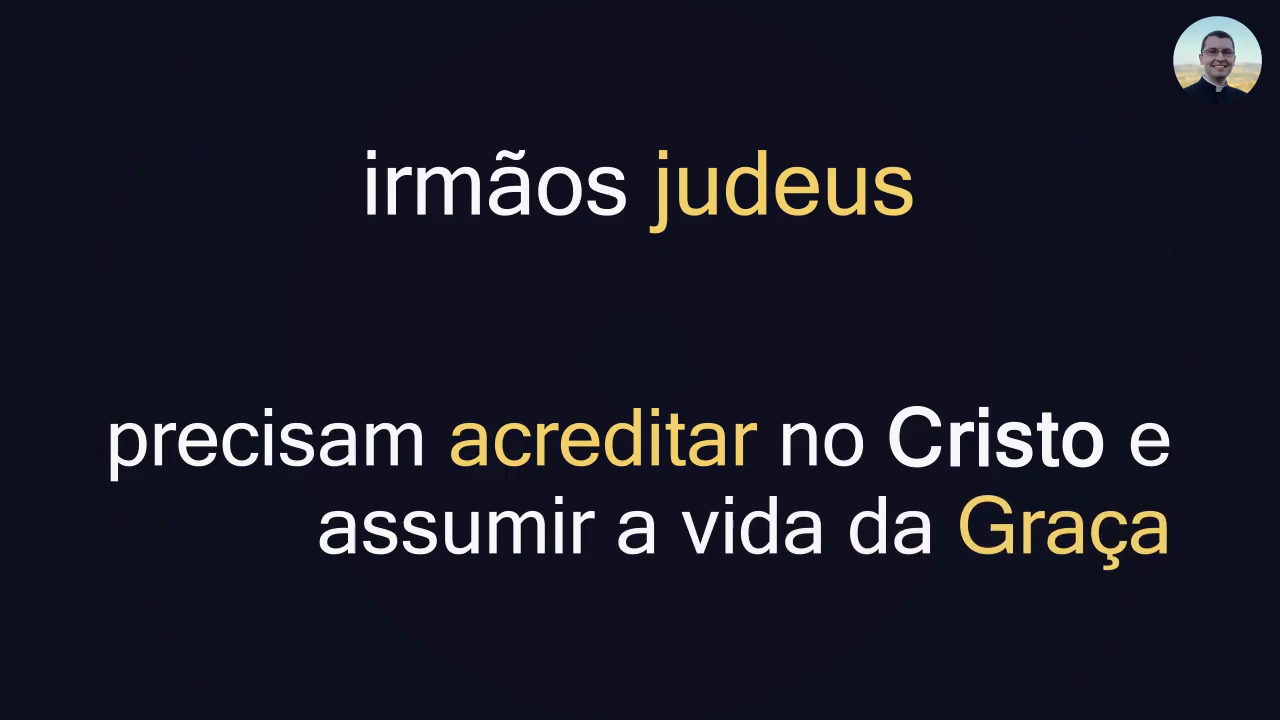 irmãos judeus
precisam acreditar no Cristo e
assumir a vida da Graça